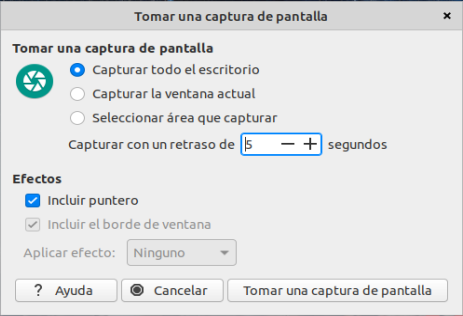 Tomar una captura de pantalla
Tomar una captura de pantalla
Capturar todo el escritorio
Capturar la ventana actual
Seleccionar área que capturar
Capturar con un retraso de 5 segundos
Efectos
Incluir puntero
Incluir el borde de ventana
Aplicar efecto: Ninguno
? Ayuda Cancelar Tomar una captura de pantalla